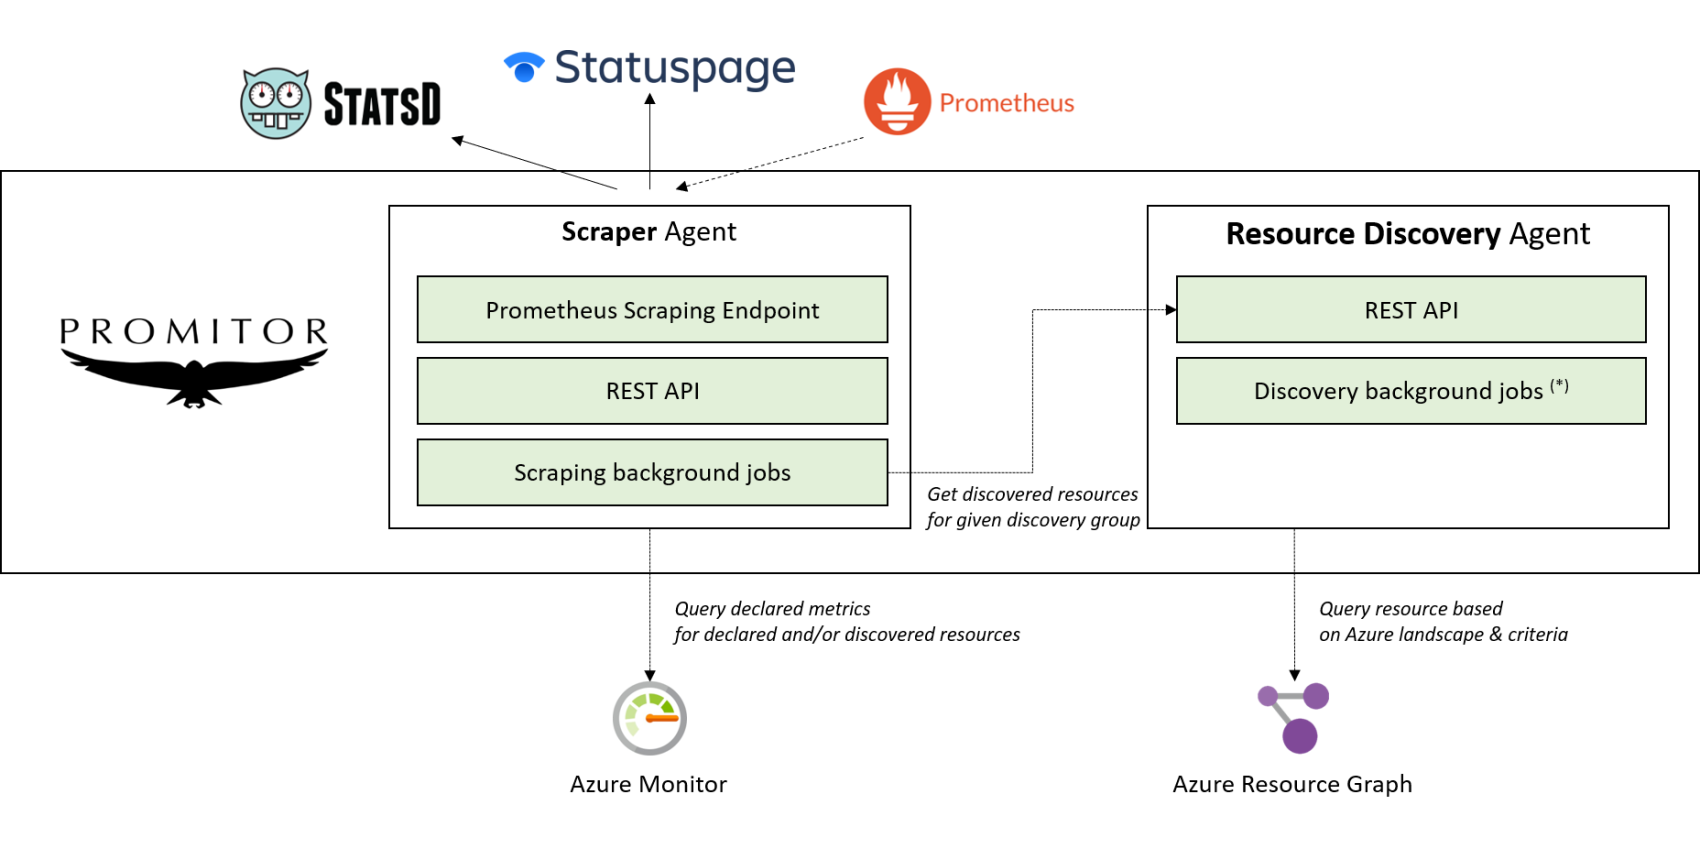 STATSD
Statuspage
Prometheus
Scraper Agent
Resource Discovery Agent
PROMITOR
Prometheus Scraping Endpoint
REST API
Scraping background jobs
REST API
Discovery background jobs (*)
Get discovered resources
for given discovery group
Query declared metrics
for declared and/or discovered resources
Query resource based
on Azure landscape & criteria
Azure Monitor
Azure Resource Graph